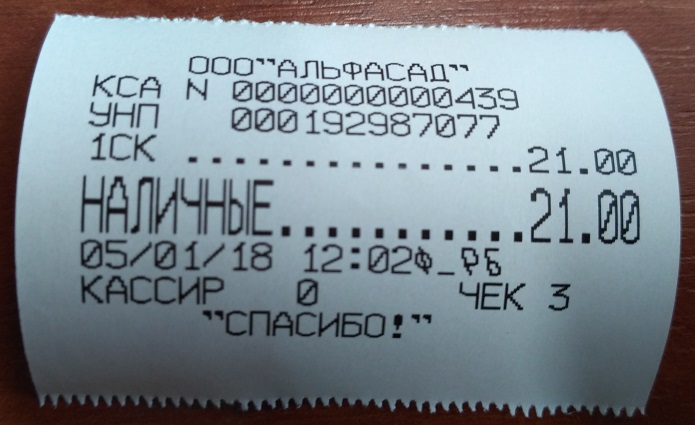 ООО"АЛЬФАСАД"
КСА N 0000000000439
УНП 000192987077
1СК ...............21.00
НАЛИЧНЫЕ...........21.00
05/01/18 12:02Ф_РБ
КАССИР 0 ЧЕК 3
"СПАСИБО!"